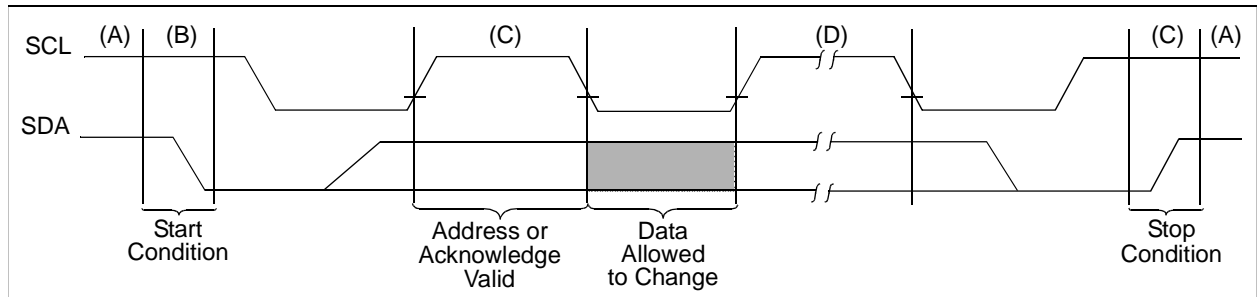 SCL
(A)
(B)
(C)
(D)
(C)
(A)
SDA
Start
Condition
Address or
Acknowledge
Valid
Data
Allowed
to Change
Stop
Condition